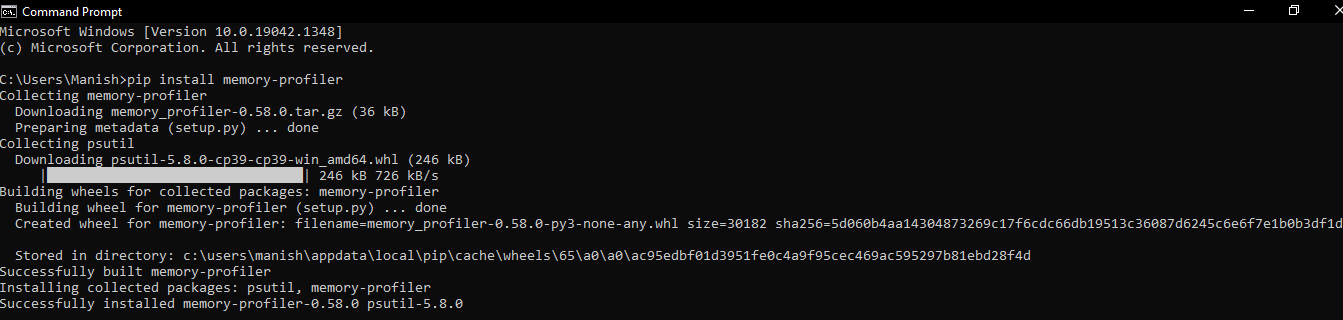 Command Prompt
Microsoft Windows [Version 10.0.19042.1348]
(c) Microsoft Corporation. All rights reserved.
C:\Users\Manish>pip install memory-profiler
Collecting memory-profiler
Downloading memory_profiler-0.58.0.tar.gz (36 kB)
Preparing metadata (setup.py) ... done
Collecting psutil
Downloading psutil-5.8.0-cp39-cp39-win_amd64.whl (246 kB)
| | 246 kB 726 kB/s
Building wheels for collected packages: memory-profiler
Building wheel for memory-profiler (setup.py) ... done
Created wheel for memory-profiler: filename=memory_profiler-0.58.0-py3-none-any.whl size=30182 sha256=5d060b4aa14304873269c17f6cdc66db19513c36087d6245c6e6f7e1b0b3df1d
Stored in directory: c:\users\manish\appdata\local\pip\cache\wheels\65\a0\a0\ac95edbf01d3951fe0c4a9f95cec469ac595297b81ebd28f4d
Successfully built memory-profiler
Installing collected packages: psutil, memory-profiler
Successfully installed memory-profiler-0.58.0 psutil-5.8.0